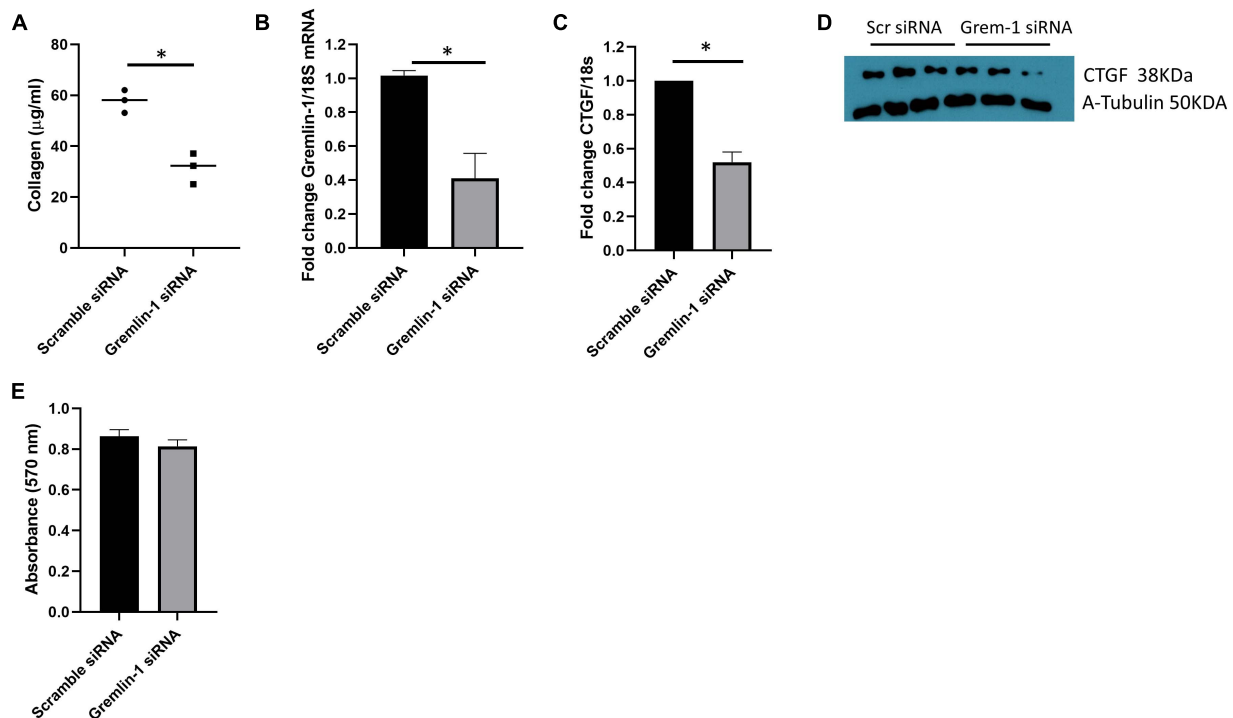 A
Collagen (µg/ml)
80
60
40
20
0
*
Scramble siRNA
Gremlin-1 siRNA
B
Fold change Gremlin-1/18S mRNA
1.2
1.0
0.8
0.6
0.4
0.2
0.0
*
Scramble siRNA
Gremlin-1 siRNA
C
Fold change CTGF/18s
1.2
1.0
0.8
0.6
0.4
0.2
0.0
*
Scramble siRNA
Gremlin-1 siRNA
D
Scr siRNA
Grem-1 siRNA
CTGF 38KDa
A-Tubulin 50KDA
E
Absorbance (570 nm)
1.0
0.8
0.6
0.4
0.2
0.0
Scramble siRNA
Gremlin-1 siRNA